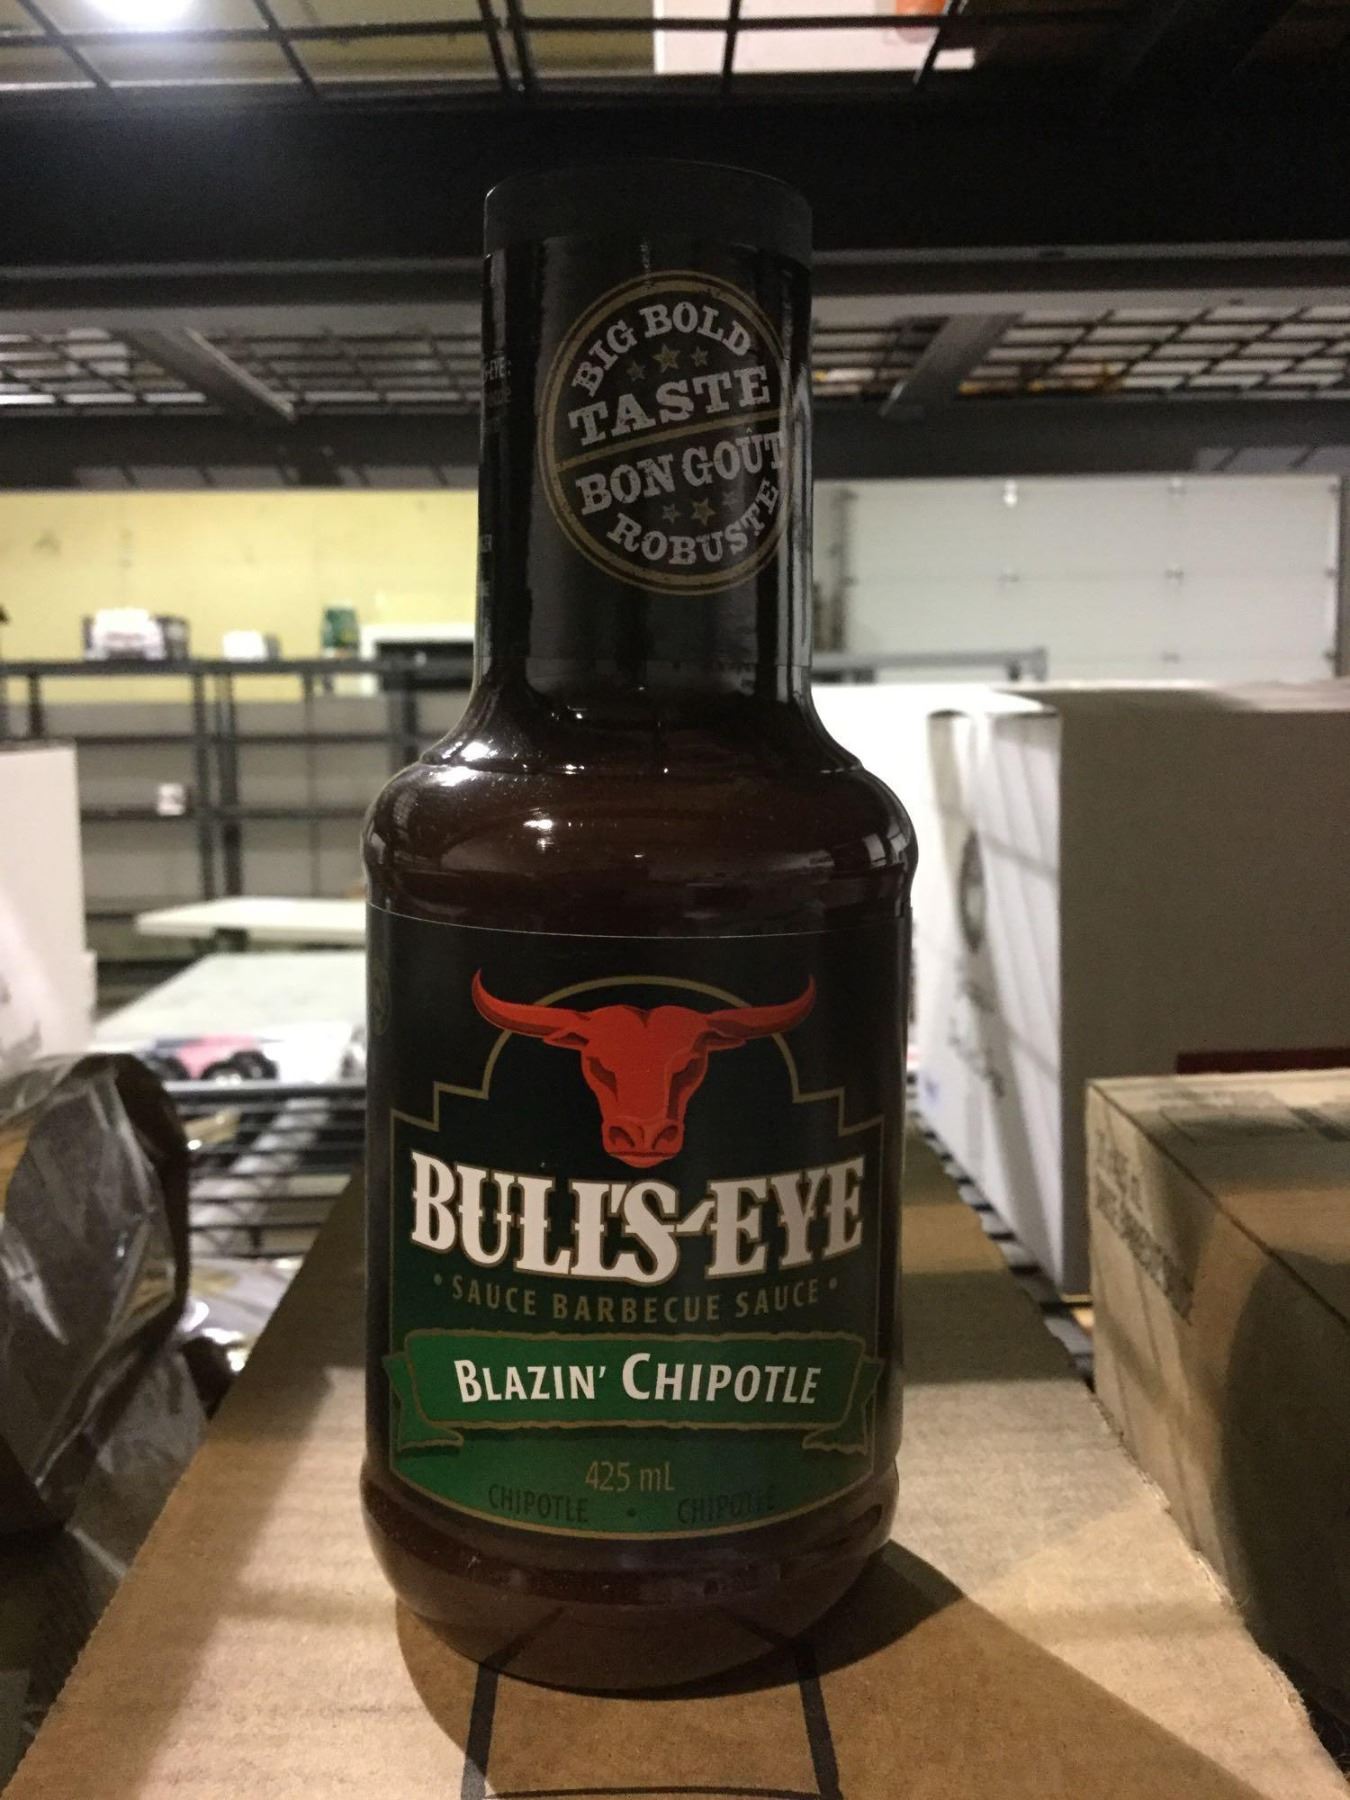 BIG BOLD
TASTE
BON GOÛT
ROBUSTE
BULL'S-EYE
• SAUCE BARBECUE SAUCE •
BLAZIN' CHIPOTLE
425 mL
CHIPOTLE • CHIPOTLE